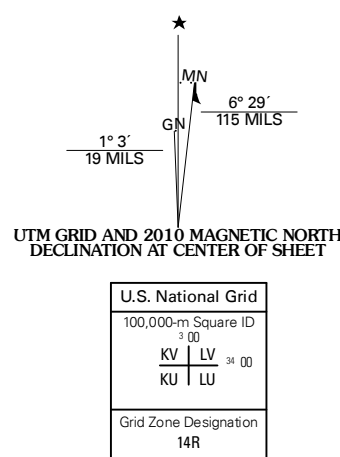 MN
GN
6° 29´
115 MILS
1° 3´
19 MILS
UTM GRID AND 2010 MAGNETIC NORTH
DECLINATION AT CENTER OF SHEET
U.S. National Grid
100,000-m Square ID
3 00
KV LV 34 00
KU LU
Grid Zone Designation
14R